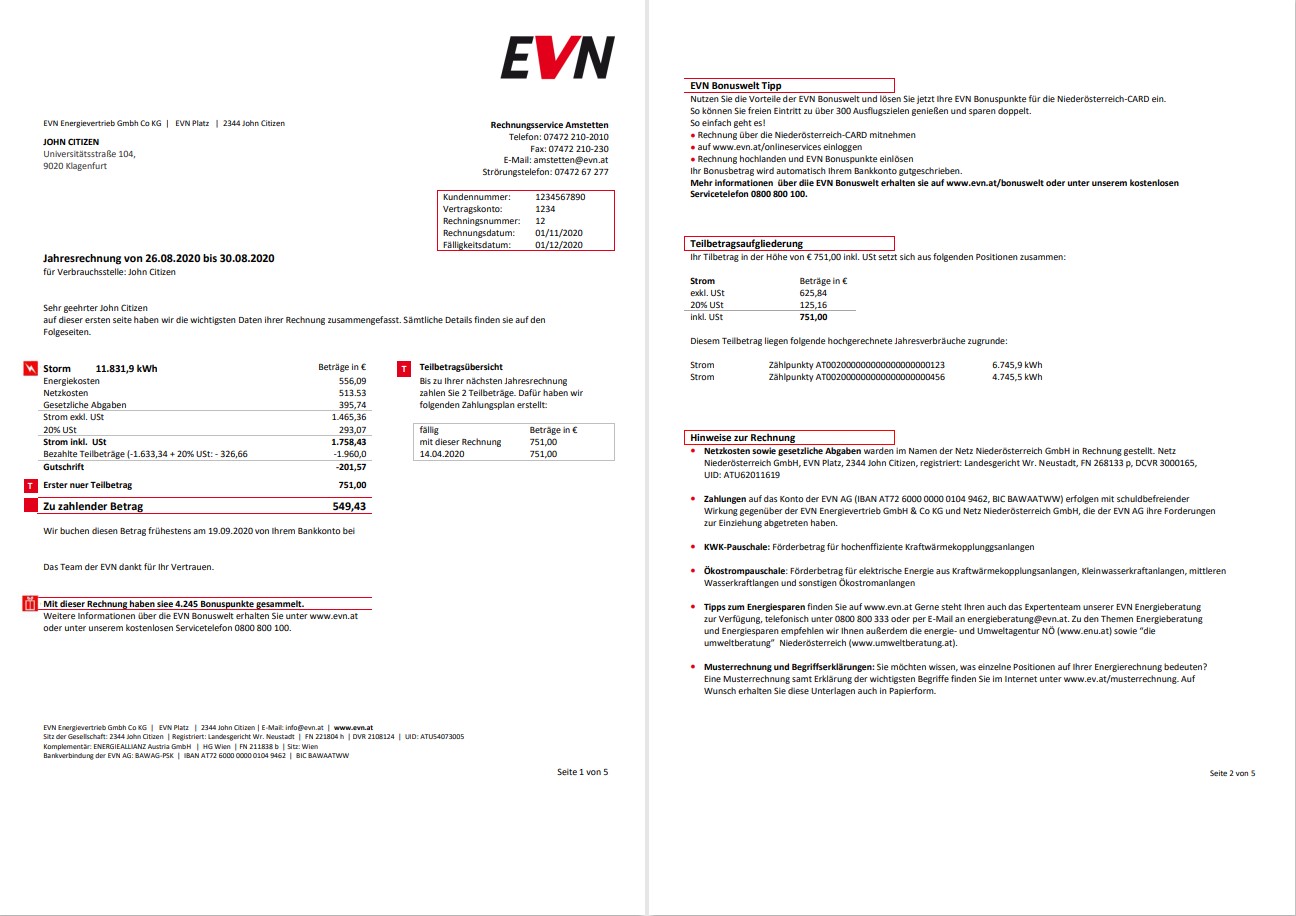 EVN
EVN Energievertrieb Gmbh Co KG | EVN Platz | 2344 John Citizen
JOHN CITIZEN
Universitätsstraße 104,
9020 Klagenfurt
Rechnungsservice Amstetten
Telefon: 07472 210-2010
Fax: 07472 210-230
E-Mail: amstetten@evn.at
Strörungstelefon: 07472 67 277
Kundennummer: 1234567890
Vertragskonto: 1234
Rechningsnummer: 12
Rechnungsdatum: 01/11/2020
Fälligkeitsdatum: 01/12/2020
Jahresrechnung von 26.08.2020 bis 30.08.2020
für Verbrauchsstelle: John Citizen
Sehr geehrter John Citizen
auf dieser ersten seite haben wir die wichtigsten Daten ihrer Rechnung zusammengefasst. Sämtliche Details finden sie auf den
Folgeseiten.
Storm 11.831,9 kWh Beträge in €
Energiekosten 556,09
Netzkosten 513.53
Gesetzliche Abgaben 395,74
Strom exkl. USt 1.465,36
20% USt 293,07
Strom inkl. USt 1.758,43
Bezahlte Teilbeträge (-1.633,34 + 20% USt: - 326,66 -1.960,0
Gutschrift -201,57
T Erster nuer Teilbetrag 751,00
Zu zahlender Betrag 549,43
Wir buchen diesen Betrag frühestens am 19.09.2020 von Ihrem Bankkonto bei
Das Team der EVN dankt für Ihr Vertrauen.
Mit dieser Rechnung haben siee 4.245 Bonuspunkte gesammelt.
Weitere Informationen über die EVN Bonuswelt erhalten Sie unter www.evn.at
oder unter unserem kostenlosen Servicetelefon 0800 800 100.
T Teilbetragsübersicht
Bis zu Ihrer nächsten Jahresrechnung
zahlen Sie 2 Teilbeträge. Dafür haben wir
folgenden Zahlungsplan erstellt:
fällig Beträge in €
mit dieser Rechnung 751,00
14.04.2020 751,00
EVN Energievertrieb Gmbh Co KG | EVN Platz | 2344 John Citizen | E-Mail: info@evn.at | www.evn.at
Sitz der Gesellschaft: 2344 John Citizen | Registriert: Landesgericht Wr. Neustadt | FN 221804 h | DVR 2108124 | UID: ATU54073005
Komplementär: ENERGIEALLIANZ Austria GmbH | HG Wien | FN 211838 b | Sitz: Wien
Bankverbindung der EVN AG: BAWAG-PSK | IBAN AT72 6000 0000 0104 9462 | BIC BAWAATWW
Seite 1 von 5
EVN Bonuswelt Tipp
Nutzen Sie die Vorteile der EVN Bonuswelt und lösen Sie jetzt Ihre EVN Bonuspunkte für die Niederösterreich-CARD ein.
So können Sie freien Eintritt zu über 300 Ausflugszielen genießen und sparen doppelt.
So einfach geht es!
• Rechnung über die Niederösterreich-CARD mitnehmen
• auf www.evn.at/onlineservices einloggen
• Rechnung hochlanden und EVN Bonuspunkte einlösen
Ihr Bonusbetrag wird automatisch Ihrem Bankkonto gutgeschrieben.
Mehr informationen über diie EVN Bonuswelt erhalten sie auf www.evn.at/bonuswelt oder unter unserem kostenlosen
Servicetelefon 0800 800 100.
Teilbetragsaufgliederung
Ihr Tilbetrag in der Höhe von € 751,00 inkl. USt setzt sich aus folgenden Positionen zusammen:
Strom Beträge in €
exkl. USt 625,84
20% USt 125,16
inkl. USt 751,00
Diesem Teilbetrag liegen folgende hochgerechnete Jahresverbräuche zugrunde:
Strom Zählpunkty AT0020000000000000000123 6.745,9 kWh
Strom Zählpunkty AT0020000000000000000456 4.745,5 kWh
Hinweise zur Rechnung
• Netzkosten sowie gesetzliche Abgaben warden im Namen der Netz Niederösterreich GmbH in Rechnung gestellt. Netz
Niederösterreich GmbH, EVN Platz, 2344 John Citizen, registriert: Landesgericht Wr. Neustadt, FN 268133 p, DCVR 3000165,
UID: ATU62011619
• Zahlungen auf das Konto der EVN AG (IBAN AT72 6000 0000 0104 9462, BIC BAWAATWW) erfolgen mit schuldbefreiender
Wirkung gegenüber der EVN Energievertrieb GmbH & Co KG und Netz Niederösterreich GmbH, die der EVN AG ihre Forderungen
zur Einziehung abgetreten haben.
• KWK-Pauschale: Förderbetrag für hochenffiziente Kraftwärmekopplunggsanlangen
• Ökostrompauschale: Förderbetrag für elektrische Energie aus Kraftwärmekopplungsanlangen, Kleinwasserkraftanlangen, mittleren
Wasserkraftlangen und sonstigen Ökostromanlangen
• Tipps zum Energiesparen finden Sie auf www.evn.at Gerne steht Ihren auch das Expertenteam unserer EVN Energieberatung
zur Verfügung, telefonisch unter 0800 800 333 oder per E-Mail an energieberatung@evn.at. Zu den Themen Energieberatung
und Energiesparen empfehlen wir Ihnen außerdem die energie- und Umweltagentur NÖ (www.enu.at) sowie “die
umweltberatung” Niederösterreich (www.umweltberatung.at).
• Musterrechnung und Begriffserklärungen: Sie möchten wissen, was einzelne Positionen auf Ihrer Energierechnung bedeuten?
Eine Musterrechnung samt Erklärung der wichtigsten Begriffe finden Sie im Internet unter www.ev.at/musterrechnung. Auf
Wunsch erhalten Sie diese Unterlagen auch in Papierform.
Seite 2 von 5